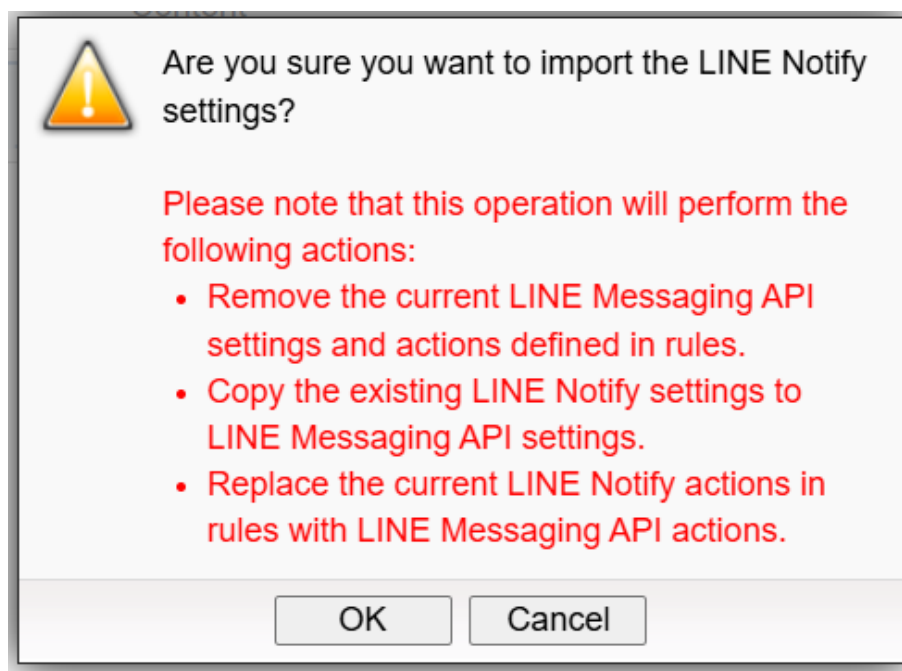 Are you sure you want to import the LINE Notify
settings?
Please note that this operation will perform the
following actions:
• Remove the current LINE Messaging API
settings and actions defined in rules.
• Copy the existing LINE Notify settings to
LINE Messaging API settings.
• Replace the current LINE Notify actions in
rules with LINE Messaging API actions.
OK Cancel